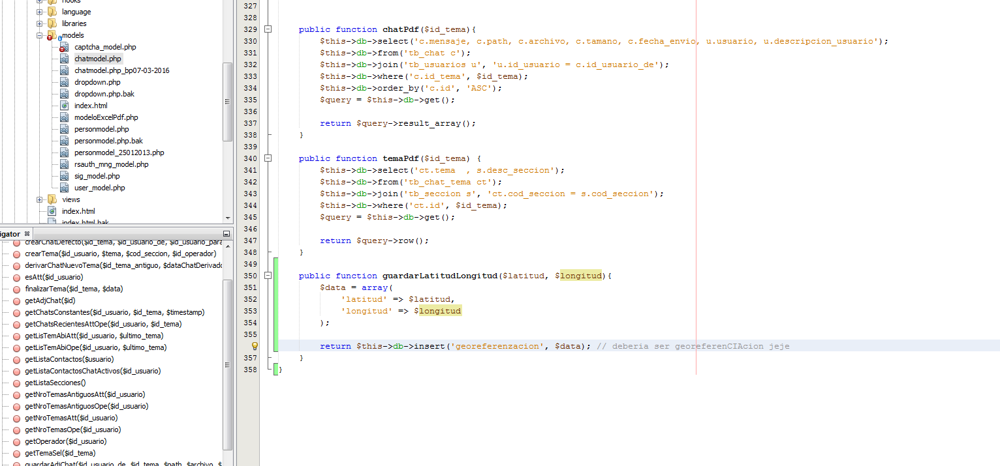 hooks
language
libraries
models
captcha_model.php
chatmodel.php
chatmodel.php_bp07-03-2016
dropdown.php
dropdown.php.bak
index.html
modeloExcelPdf.php
personmodel.php
personmodel.php.bak
personmodel_25012013.php
rsauth_mng_model.php
sig_model.php
user_model.php
views
index.html
index.html.bak
igator
crearChatDefecto($id_tema, $id_usuario_de, $id_usuario_para
crearTema($id_usuario, $tema, $cod_seccion, $id_operador)
derivarChatNuevoTema($id_tema_antiguo, $dataChatDerivado
esAtt($id_usuario)
finalizarTema($id_tema, $data)
getAdjChat($id)
getChatsConstantes($id_usuario, $id_tema, $timestamp)
getChatsRecientesAttOpe($id_usuario, $id_tema)
getLisTemAbiAtt($id_usuario, $ultimo_tema)
getLisTemAbiOpe($id_usuario, $ultimo_tema)
getListaContactos($usuario)
getListaContactosChatActivos($id_usuario)
getListaSecciones()
getNroTemasAntiguosAtt($id_usuario)
getNroTemasAntiguosOpe($id_usuario)
getNroTemasAtt($id_usuario)
getNroTemasOpe($id_usuario)
getOperador($id_usuario)
getTemaSel($id_tema)
guardarAdjChat($id_usuario_de, $id_tema, $path, $archivo, $
327
328
329 public function chatPdf($id_tema){
330 $this->db->select('c.mensaje, c.path, c.archivo, c.tamano, c.fecha_envio, u.usuario, u.descripcion_usuario');
331 $this->db->from('tb_chat c');
332 $this->db->join('tb_usuarios u', 'u.id_usuario = c.id_usuario_de');
333 $this->db->where('c.id_tema', $id_tema);
334 $this->db->order_by('c.id', 'ASC');
335 $query = $this->db->get();
336
337 return $query->result_array();
338 }
339
340 public function temaPdf($id_tema) {
341 $this->db->select('ct.tema  , s.desc_seccion');
342 $this->db->from('tb_chat_tema ct');
343 $this->db->join('tb_seccion s', 'ct.cod_seccion = s.cod_seccion');
344 $this->db->where('ct.id', $id_tema);
345 $query = $this->db->get();
346
347 return $query->row();
348 }
349
350 public function guardarLatitudLongitud($latitud, $longitud){
351 $data = array(
352 'latitud' => $latitud,
353 'longitud' => $longitud
354 );
355
return $this->db->insert('georeferenzacion', $data); // deberia ser georeferenCIAcion jeje
357 }
358 }